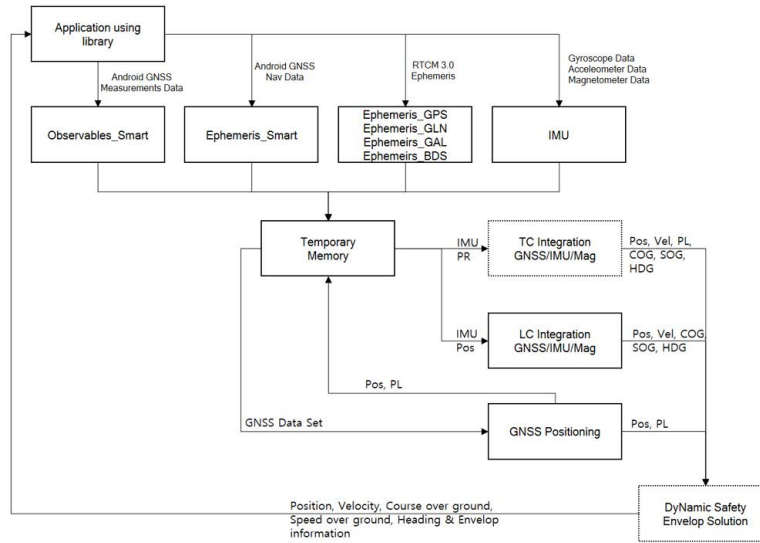 Application using
library
Android GNSS
Measurements Data
Android GNSS
Nav Data
RTCM 3.0
Ephemeris
Gyroscope Data
Acceleometer Data
Magnetometer Data
Observables_Smart
Ephemeris_Smart
Ephemeris_GPS
Ephemeris_GLN
Ephemeirs_GAL
Ephemeirs_BDS
IMU
Temporary
Memory
IMU
PR
TC Integration
GNSS/IMU/Mag
Pos, Vel, PL,
COG, SOG,
HDG
IMU
Pos
LC Integration
GNSS/IMU/Mag
Pos, Vel, COG,
SOG, HDG
Pos, PL
GNSS Data Set
GNSS Positioning
Pos, PL
DyNamic Safety
Envelop Solution
Position, Velocity, Course over ground,
Speed over ground, Heading & Envelop
information